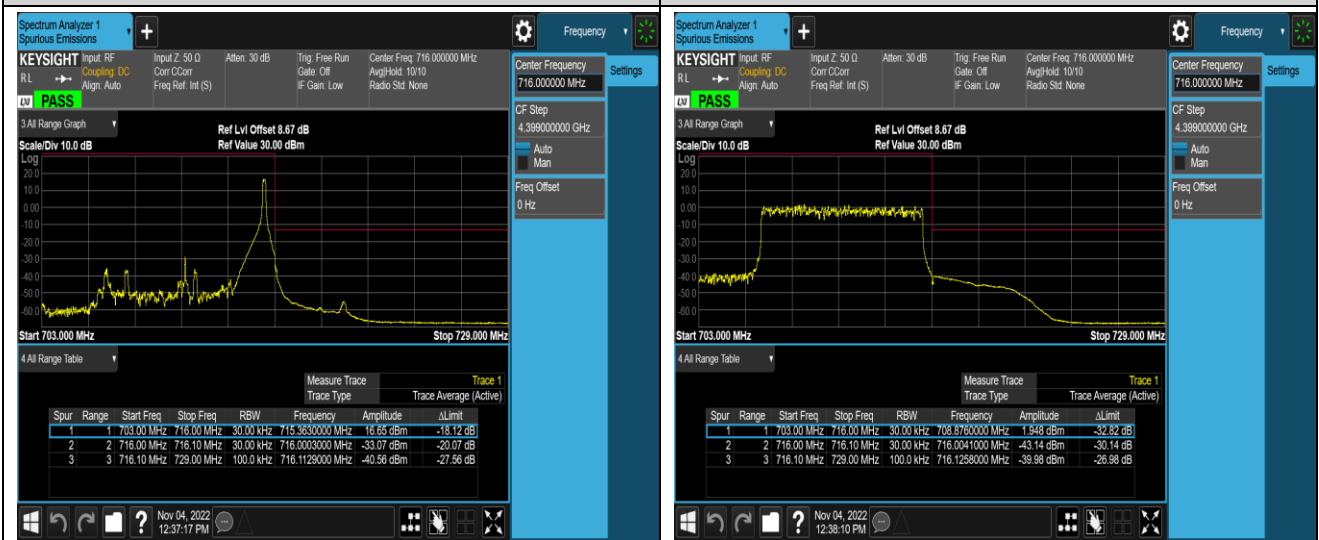 Spectrum Analyzer 1
Spurious Emissions
Frequency
KEYSIGHT Input: RF Input Z: 50 Ω Atten: 30 dB Trig: Free Run Center Freq: 716.000000 MHz
R L Coupling: DC Corr CCorr Gate: Off Avg|Hold: 10/10
Align: Auto Freq Ref: Int (S) IF Gain: Low Radio Std: None
LXI PASS
Center Frequency
716.000000 MHz
Settings
CF Step
4.399000000 GHz
Auto
Man
Freq Offset
0 Hz
3 All Range Graph
Ref Lvl Offset 8.67 dB
Scale/Div 10.0 dB Ref Value 30.00 dBm
Log
20.0
10.0
0.00
-10.0
-20.0
-30.0
-40.0
-50.0
-60.0
Start 703.000 MHz Stop 729.000 MHz
4 All Range Table
Measure Trace Trace 1
Trace Type Trace Average (Active)
Spur Range Start Freq Stop Freq RBW Frequency Amplitude ΔLimit
1 1 703.00 MHz 716.00 MHz 30.00 kHz 715.3630000 MHz 16.65 dBm -18.12 dB
2 2 716.00 MHz 716.10 MHz 30.00 kHz 716.0003000 MHz -33.07 dBm -20.07 dB
3 3 716.10 MHz 729.00 MHz 100.0 kHz 716.1129000 MHz -40.56 dBm -27.56 dB
? Nov 04, 2022
12:37:17 PM
Spectrum Analyzer 1
Spurious Emissions
Frequency
KEYSIGHT Input: RF Input Z: 50 Ω Atten: 30 dB Trig: Free Run Center Freq: 716.000000 MHz
R L Coupling: DC Corr CCorr Gate: Off Avg|Hold: 10/10
Align: Auto Freq Ref: Int (S) IF Gain: Low Radio Std: None
LXI PASS
Center Frequency
716.000000 MHz
Settings
CF Step
4.399000000 GHz
Auto
Man
Freq Offset
0 Hz
3 All Range Graph
Ref Lvl Offset 8.67 dB
Scale/Div 10.0 dB Ref Value 30.00 dBm
Log
20.0
10.0
0.00
-10.0
-20.0
-30.0
-40.0
-50.0
-60.0
Start 703.000 MHz Stop 729.000 MHz
4 All Range Table
Measure Trace Trace 1
Trace Type Trace Average (Active)
Spur Range Start Freq Stop Freq RBW Frequency Amplitude ΔLimit
1 1 703.00 MHz 716.00 MHz 30.00 kHz 708.8760000 MHz 1.948 dBm -32.82 dB
2 2 716.00 MHz 716.10 MHz 30.00 kHz 716.0041000 MHz -43.14 dBm -30.14 dB
3 3 716.10 MHz 729.00 MHz 100.0 kHz 716.1258000 MHz -39.98 dBm -26.98 dB
? Nov 04, 2022
12:38:10 PM